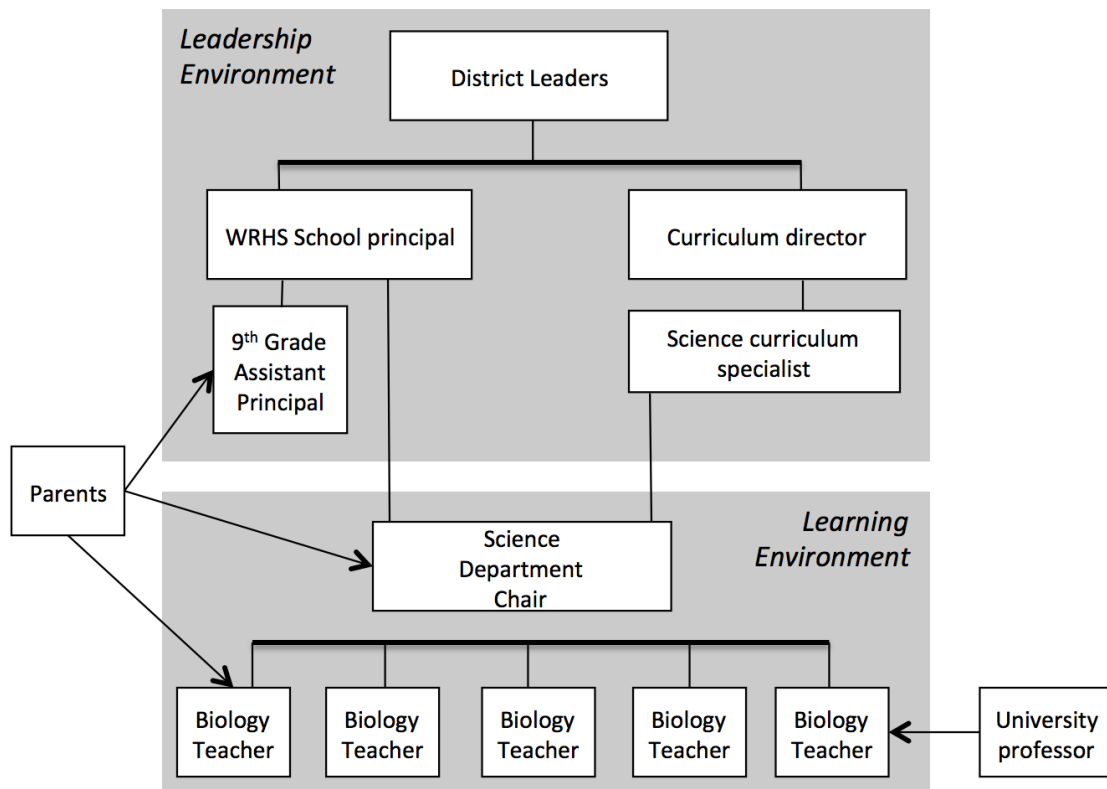 Leadership
Environment
District Leaders
WRHS School principal
Curriculum director
9th Grade
Assistant
Principal
Science curriculum
specialist
Parents
Learning
Environment
Science
Department
Chair
Biology
Teacher
Biology
Teacher
Biology
Teacher
Biology
Teacher
Biology
Teacher
University
professor